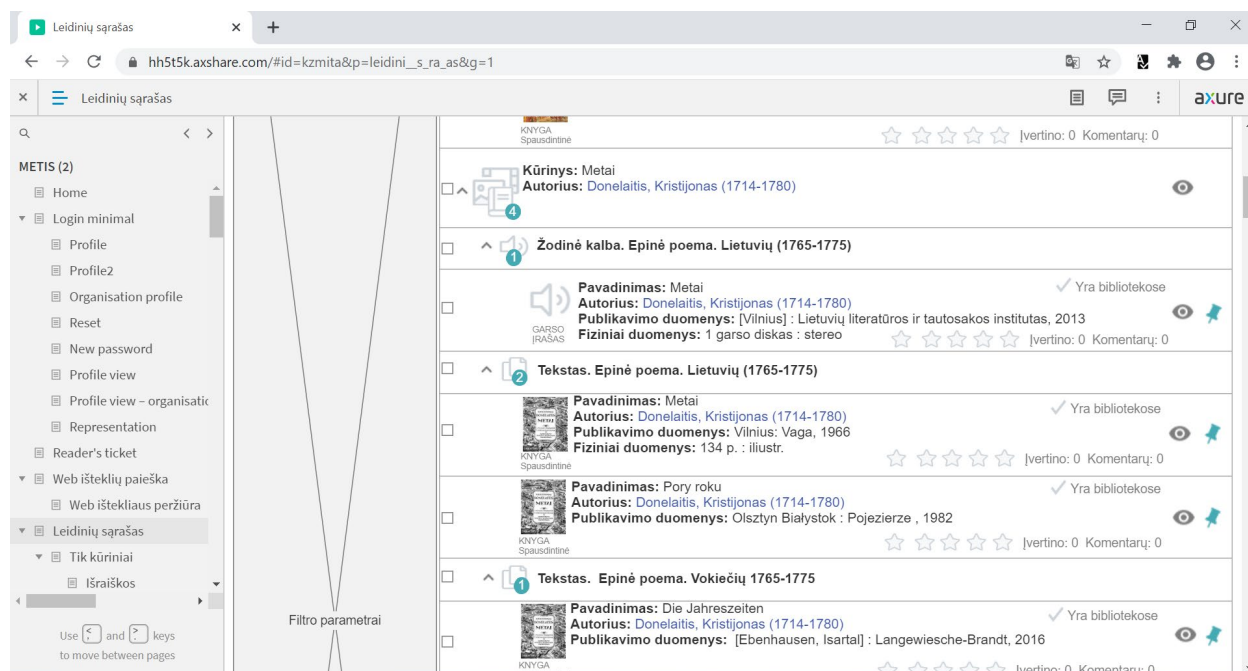 Leidinių sąrašas
hh5t5k.axshare.com/#id=kzmita&p=leidini__s_ra_as&g=1
Leidinių sąrašas
axure
METIS (2)
Home
Login minimal
Profile
Profile2
Organisation profile
Reset
New password
Profile view
Profile view – organisatic
Representation
Reader's ticket
Web išteklių paieška
Web ištekliaus peržiūra
Leidinių sąrašas
Tik kūriniai
Išraiškos
Use < , and > . keys
to move between pages
Filtro parametrai
KNYGA
Spausdintinė
Įvertino: 0 Komentarų: 0
Kūrinys: Metai
Autorius: Donelaitis, Kristijonas (1714-1780)
4
1
Žodinė kalba. Epinė poema. Lietuvių (1765-1775)
Pavadinimas: Metai
Yra bibliotekose
Autorius: Donelaitis, Kristijonas (1714-1780)
Publikavimo duomenys: [Vilnius] : Lietuvių literatūros ir tautosakos institutas, 2013
GARSO
ĮRAŠAS
Fiziniai duomenys: 1 garso diskas : stereo
Įvertino: 0 Komentarų: 0
2
Tekstas. Epinė poema. Lietuvių (1765-1775)
Pavadinimas: Metai
Yra bibliotekose
Autorius: Donelaitis, Kristijonas (1714-1780)
Publikavimo duomenys: Vilnius: Vaga, 1966
Fiziniai duomenys: 134 p. : iliustr.
METAI
KNYGA
Spausdintinė
Įvertino: 0 Komentarų: 0
Pavadinimas: Pory roku
Yra bibliotekose
Autorius: Donelaitis, Kristijonas (1714-1780)
Publikavimo duomenys: Olsztyn Białystok : Pojezierze , 1982
METAI
KNYGA
Spausdintinė
Įvertino: 0 Komentarų: 0
1
Tekstas. Epinė poema. Vokiečių 1765-1775
Pavadinimas: Die Jahreszeiten
Yra bibliotekose
Autorius: Donelaitis, Kristijonas (1714-1780)
Publikavimo duomenys: [Ebenhausen, Isartal] : Langewiesche-Brandt, 2016
METAI
KNYGA
Įvertino: 0 Komentarų: 0